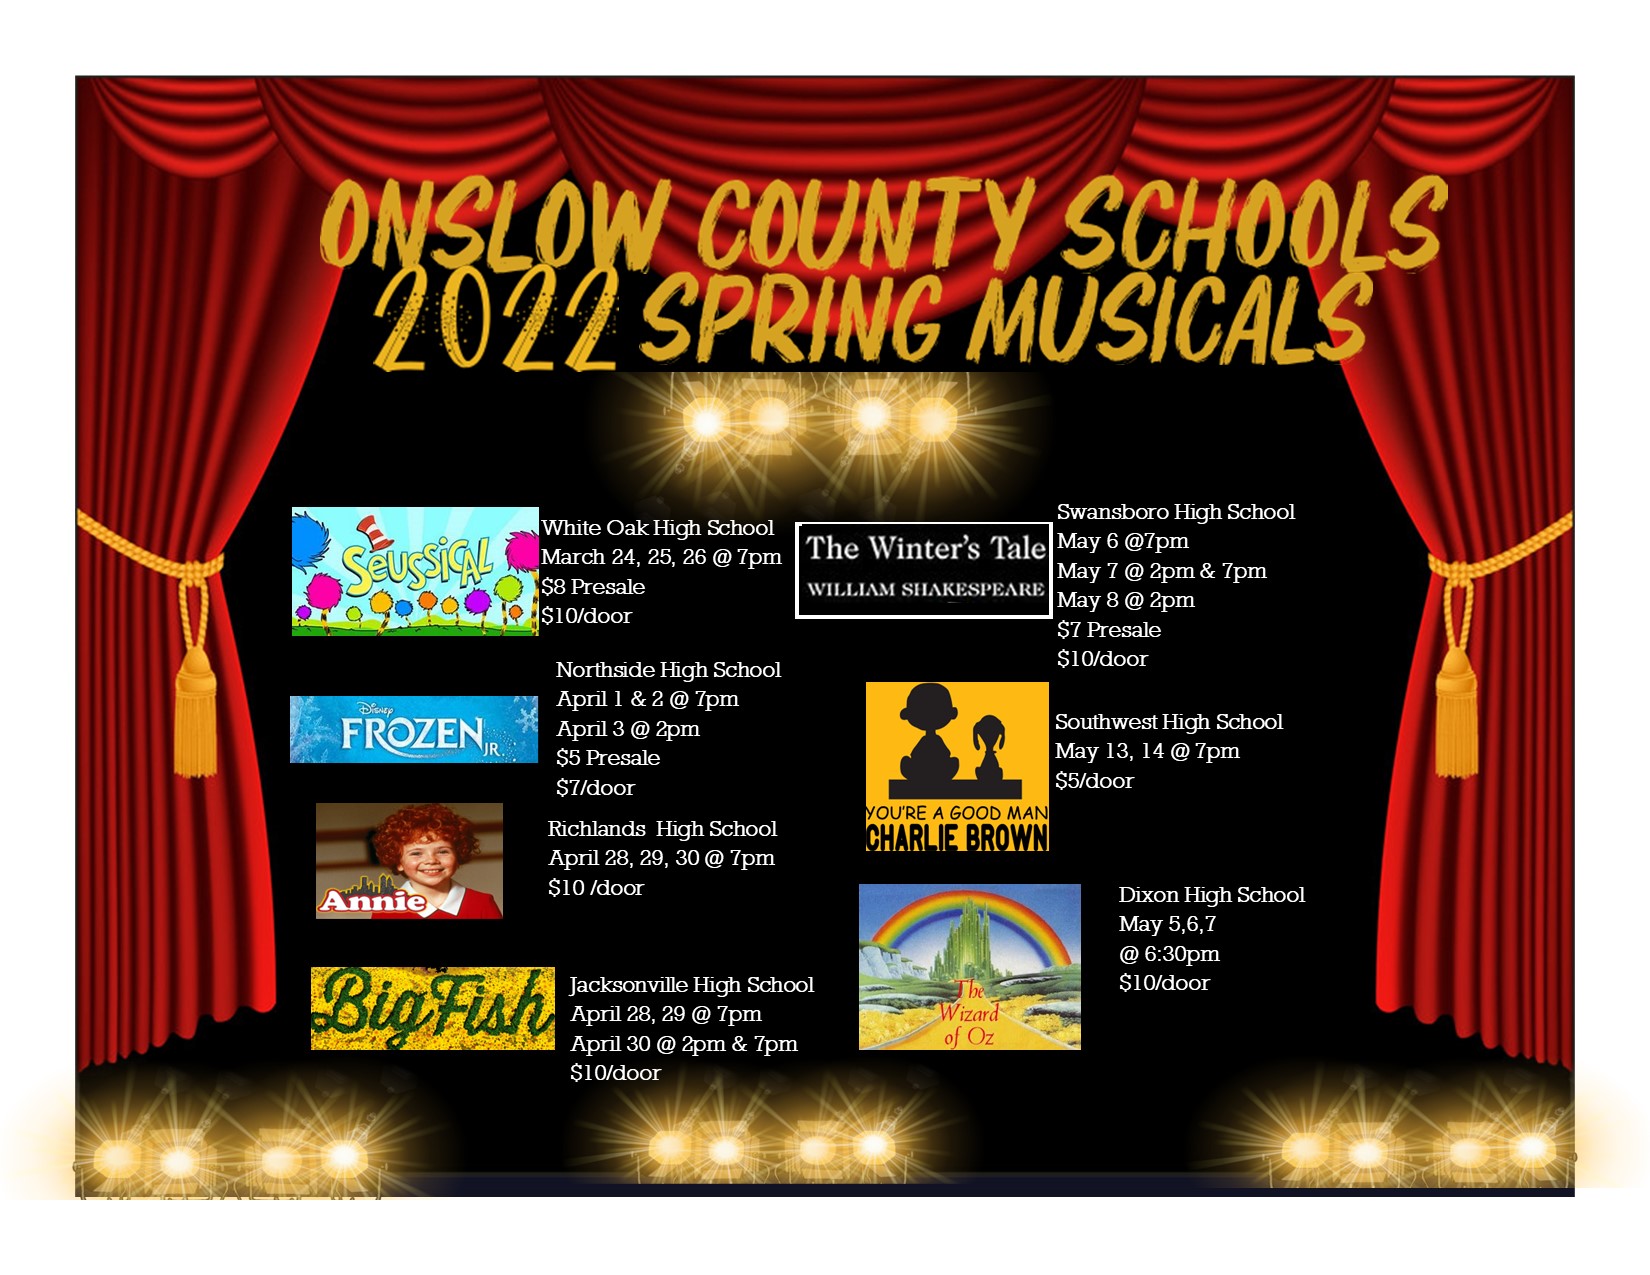 ONSLOW COUNTY SCHOOLS
2022 SPRING MUSICALS
SEUSSICAL
White Oak High School
March 24, 25, 26 @ 7pm
$8 Presale
$10/door
Disney
FROZEN JR.
Northside High School
April 1 & 2 @ 7pm
April 3 @ 2pm
$5 Presale
$7/door
Annie
Richlands  High School
April 28, 29, 30 @ 7pm
$10 /door
Big Fish
Jacksonville High School
April 28, 29 @ 7pm
April 30 @ 2pm & 7pm
$10/door
The Winter's Tale
WILLIAM SHAKESPEARE
Swansboro High School
May 6 @7pm
May 7 @ 2pm & 7pm
May 8 @ 2pm
$7 Presale
$10/door
YOU'RE A GOOD MAN
CHARLIE BROWN
Southwest High School
May 13, 14 @ 7pm
$5/door
The
Wizard
of Oz
Dixon High School
May 5,6,7
@ 6:30pm
$10/door